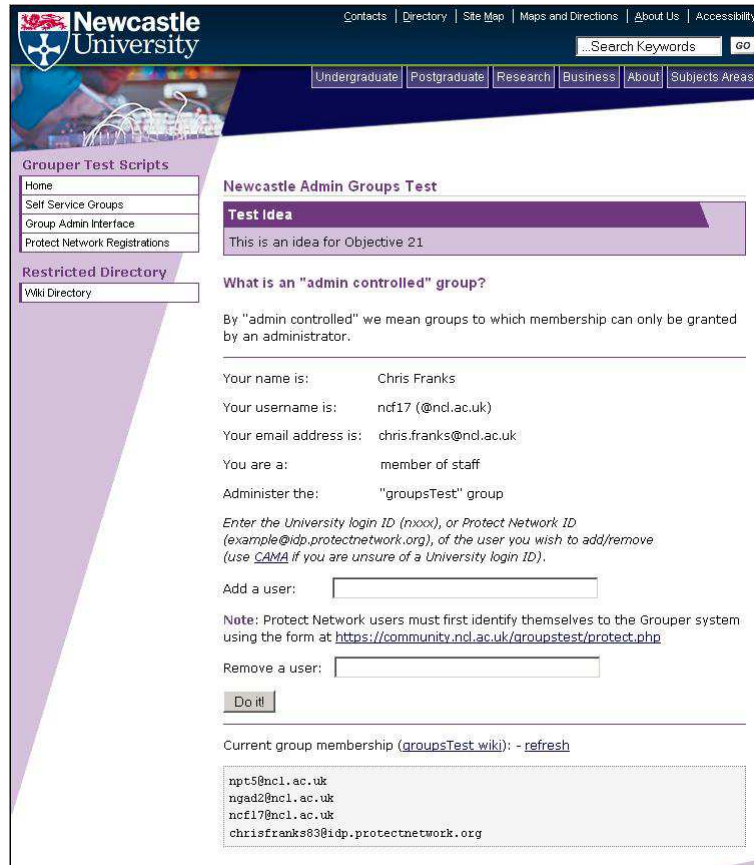 Newcastle
University
Contacts | Directory | Site Map | Maps and Directions | About Us | Accessibility
...Search Keywords GO
Undergraduate Postgraduate Research Business About Subjects Areas
Grouper Test Scripts
Home
Self Service Groups
Group Admin Interface
Protect Network Registrations
Restricted Directory
Wiki Directory
Newcastle Admin Groups Test
Test Idea
This is an idea for Objective 21
What is an "admin controlled" group?
By "admin controlled" we mean groups to which membership can only be granted
by an administrator.
Your name is: Chris Franks
Your username is: ncf17 (@ncl.ac.uk)
Your email address is: chris.franks@ncl.ac.uk
You are a: member of staff
Administer the: "groupsTest" group
Enter the University login ID (nxxx), or Protect Network ID
(example@idp.protectnetwork.org), of the user you wish to add/remove
(use CAMA if you are unsure of a University login ID).
Add a user:
Note: Protect Network users must first identify themselves to the Grouper system
using the form at https://community.ncl.ac.uk/groupstest/protect.php
Remove a user:
Do it!
Current group membership (groupsTest wiki): - refresh
npt5@ncl.ac.uk
ngad2@ncl.ac.uk
ncf17@ncl.ac.uk
chrisfranks83@idp.protectnetwork.org